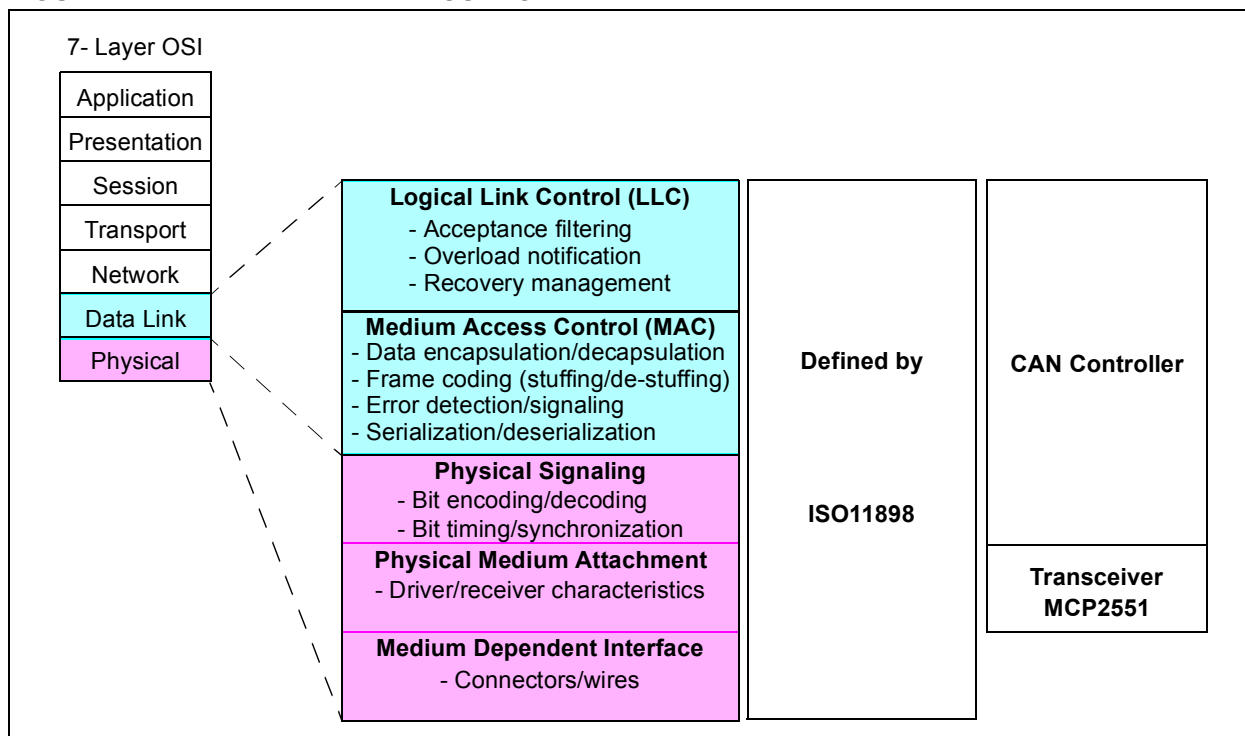 7- Layer OSI
Application
Presentation
Session
Transport
Network
Data Link
Physical
Logical Link Control (LLC)
- Acceptance filtering
- Overload notification
- Recovery management
Medium Access Control (MAC)
- Data encapsulation/decapsulation
- Frame coding (stuffing/de-stuffing)
- Error detection/signaling
- Serialization/deserialization
Physical Signaling
- Bit encoding/decoding
- Bit timing/synchronization
Physical Medium Attachment
- Driver/receiver characteristics
Medium Dependent Interface
- Connectors/wires
Defined by
ISO11898
CAN Controller
Transceiver
MCP2551